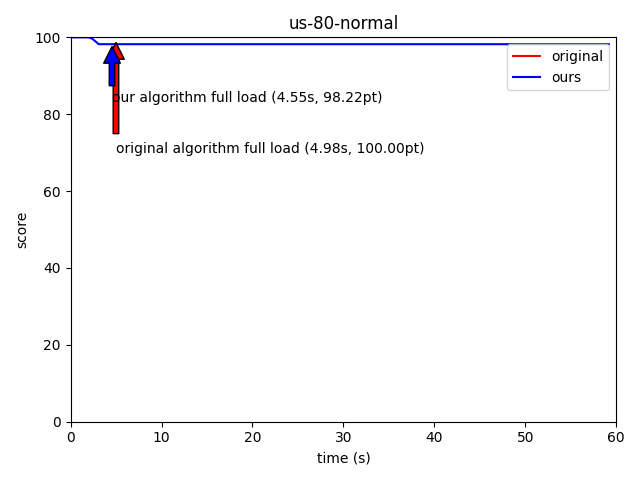 us-80-normal
100
80
60
40
20
0
score
original
ours
our algorithm full load (4.55s, 98.22pt)
original algorithm full load (4.98s, 100.00pt)
0 10 20 30 40 50 60
time (s)